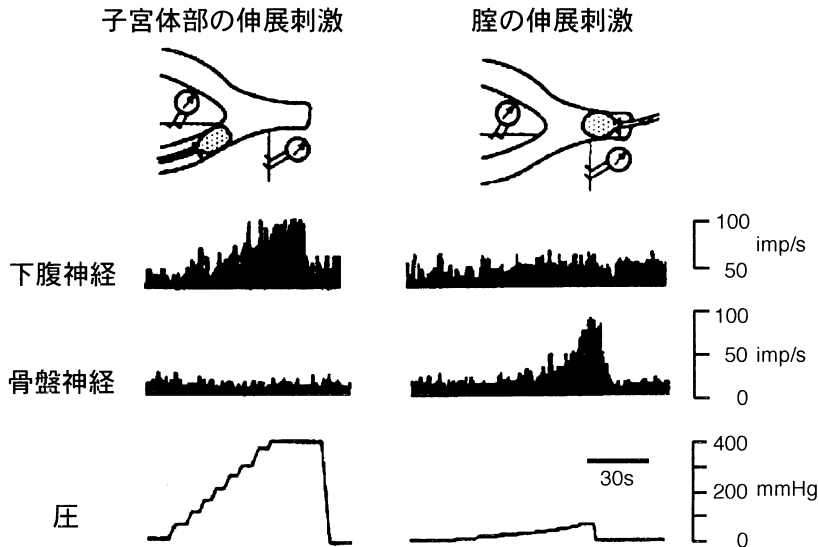 子宮体部の伸展刺激
腟の伸展刺激
下腹神経
100
imp/s
50
骨盤神経
100
50 imp/s
0
圧
30s
400
200 mmHg
0